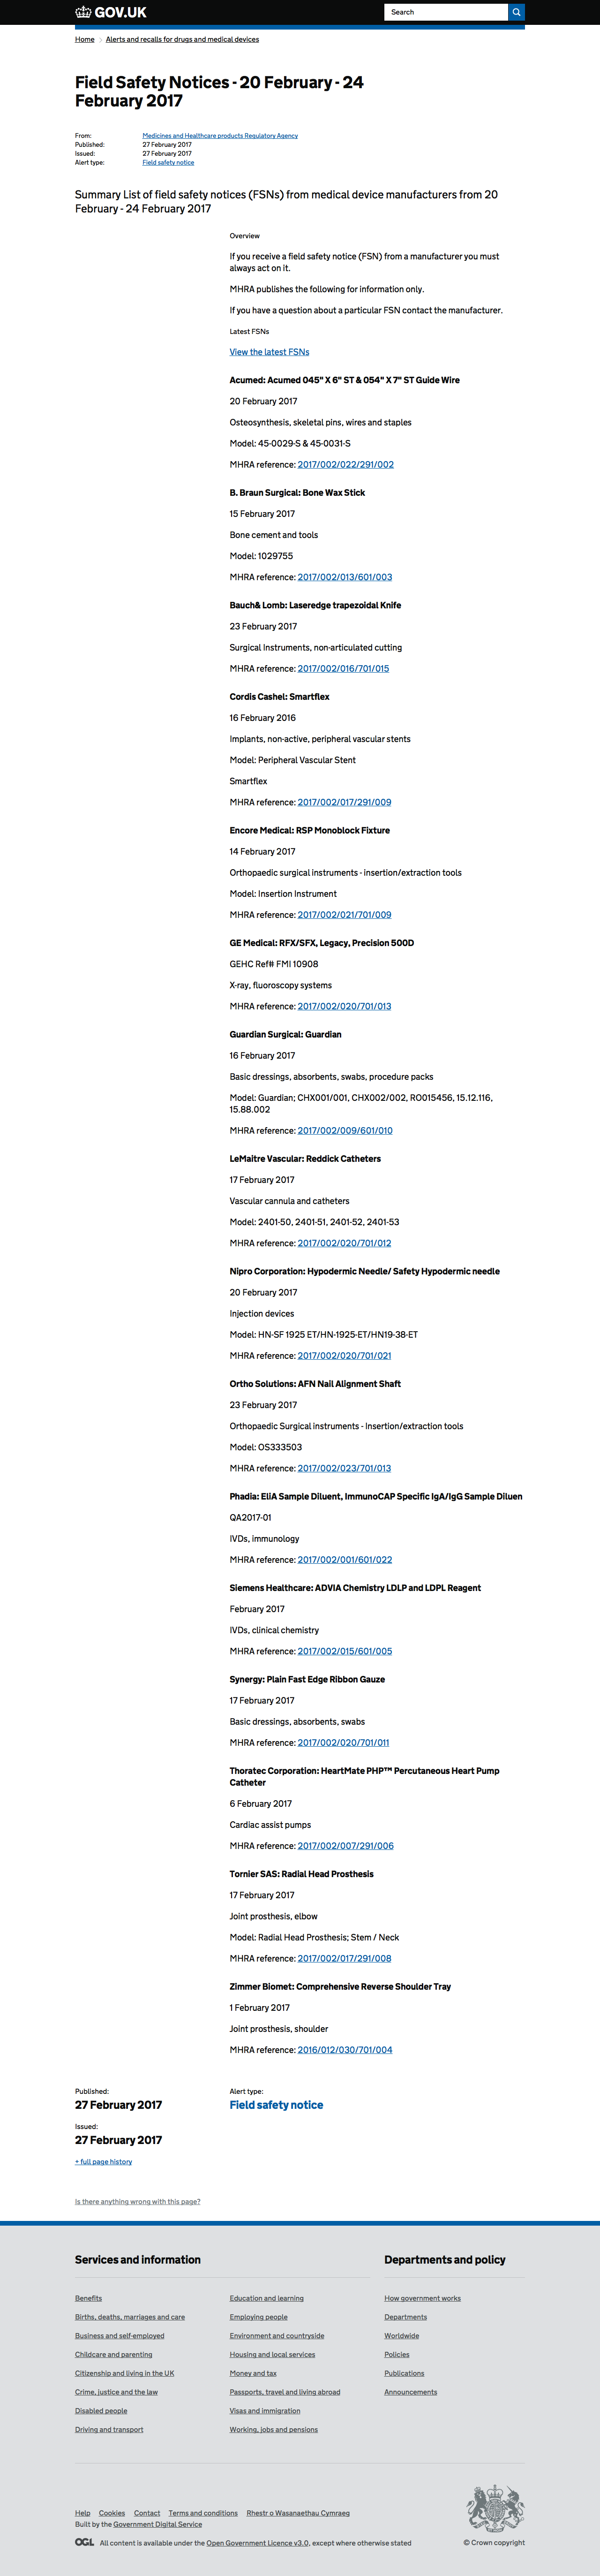 GOV.UK
Search
Home
Alerts and recalls for drugs and medical devices
Field Safety Notices - 20 February - 24
February 2017
From: Medicines and Healthcare products Regulatory Agency
Published: 27 February 2017
Issued: 27 February 2017
Alert type: Field safety notice
Summary List of field safety notices (FSNs) from medical device manufacturers from 20
February - 24 February 2017
Overview
If you receive a field safety notice (FSN) from a manufacturer you must
always act on it.
MHRA publishes the following for information only.
If you have a question about a particular FSN contact the manufacturer.
Latest FSNs
View the latest FSNs
Acumed: Acumed 045" X 6" ST & 054" X 7" ST Guide Wire
20 February 2017
Osteosynthesis, skeletal pins, wires and staples
Model: 45-0029-S & 45-0031-S
MHRA reference: 2017/002/022/291/002
B. Braun Surgical: Bone Wax Stick
15 February 2017
Bone cement and tools
Model: 1029755
MHRA reference: 2017/002/013/601/003
Bauch& Lomb: Laseredge trapezoidal Knife
23 February 2017
Surgical Instruments, non-articulated cutting
MHRA reference: 2017/002/016/701/015
Cordis Cashel: Smartflex
16 February 2016
Implants, non-active, peripheral vascular stents
Model: Peripheral Vascular Stent
Smartflex
MHRA reference: 2017/002/017/291/009
Encore Medical: RSP Monoblock Fixture
14 February 2017
Orthopaedic surgical instruments - insertion/extraction tools
Model: Insertion Instrument
MHRA reference: 2017/002/021/701/009
GE Medical: RFX/SFX, Legacy, Precision 500D
GEHC Ref# FMI 10908
X-ray, fluoroscopy systems
MHRA reference: 2017/002/020/701/013
Guardian Surgical: Guardian
16 February 2017
Basic dressings, absorbents, swabs, procedure packs
Model: Guardian; CHX001/001, CHX002/002, RO015456, 15.12.116,
15.88.002
MHRA reference: 2017/002/009/601/010
LeMaitre Vascular: Reddick Catheters
17 February 2017
Vascular cannula and catheters
Model: 2401-50, 2401-51, 2401-52, 2401-53
MHRA reference: 2017/002/020/701/012
Nipro Corporation: Hypodermic Needle/ Safety Hypodermic needle
20 February 2017
Injection devices
Model: HN-SF 1925 ET/HN-1925-ET/HN19-38-ET
MHRA reference: 2017/002/020/701/021
Ortho Solutions: AFN Nail Alignment Shaft
23 February 2017
Orthopaedic Surgical instruments - Insertion/extraction tools
Model: OS333503
MHRA reference: 2017/002/023/701/013
Phadia: EliA Sample Diluent, ImmunoCAP Specific IgA/IgG Sample Diluen
QA2017-01
IVDs, immunology
MHRA reference: 2017/002/001/601/022
Siemens Healthcare: ADVIA Chemistry LDLP and LDPL Reagent
February 2017
IVDs, clinical chemistry
MHRA reference: 2017/002/015/601/005
Synergy: Plain Fast Edge Ribbon Gauze
17 February 2017
Basic dressings, absorbents, swabs
MHRA reference: 2017/002/020/701/011
Thoratec Corporation: HeartMate PHP™ Percutaneous Heart Pump
Catheter
6 February 2017
Cardiac assist pumps
MHRA reference: 2017/002/007/291/006
Tornier SAS: Radial Head Prosthesis
17 February 2017
Joint prosthesis, elbow
Model: Radial Head Prosthesis; Stem / Neck
MHRA reference: 2017/002/017/291/008
Zimmer Biomet: Comprehensive Reverse Shoulder Tray
1 February 2017
Joint prosthesis, shoulder
MHRA reference: 2016/012/030/701/004
Published:
27 February 2017
Issued:
27 February 2017
+ full page history
Alert type:
Field safety notice
Is there anything wrong with this page?
Services and information
Benefits
Births, deaths, marriages and care
Business and self-employed
Childcare and parenting
Citizenship and living in the UK
Crime, justice and the law
Disabled people
Driving and transport
Education and learning
Employing people
Environment and countryside
Housing and local services
Money and tax
Passports, travel and living abroad
Visas and immigration
Working, jobs and pensions
Departments and policy
How government works
Departments
Worldwide
Policies
Publications
Announcements
Help Cookies Contact Terms and conditions Rhestr o Wasanaethau Cymraeg
Built by the Government Digital Service
OGL All content is available under the Open Government Licence v3.0, except where otherwise stated
© Crown copyright